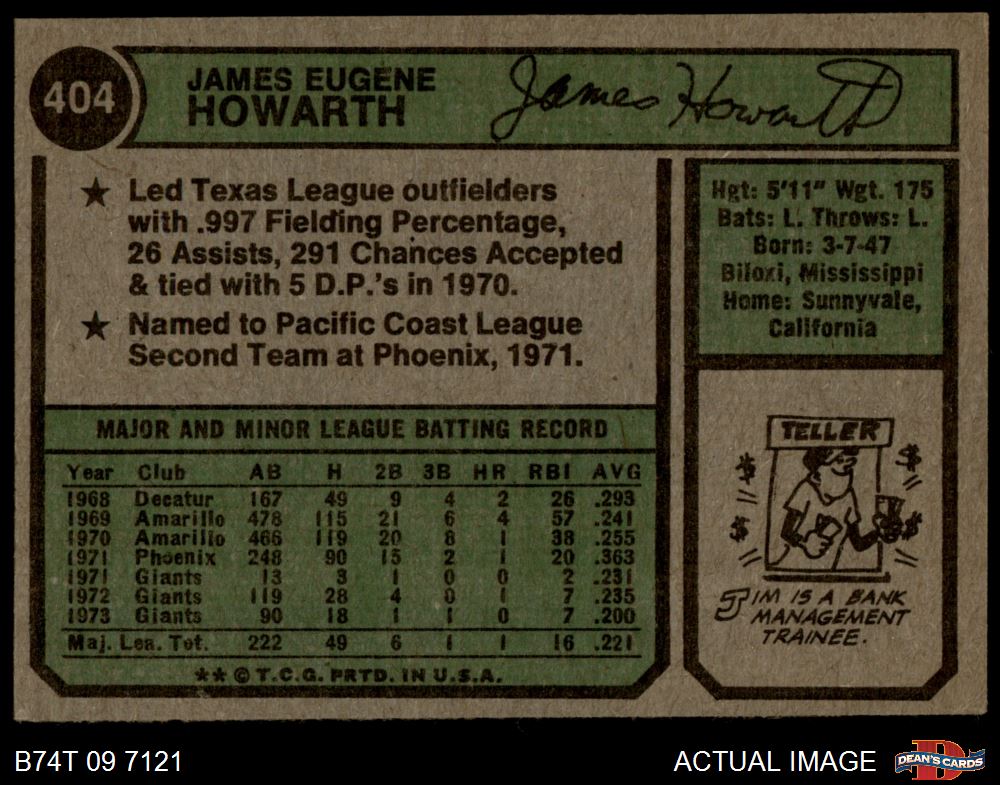 404
JAMES EUGENE
HOWARTH
James Howarth
★ Led Texas League outfielders
with .997 Fielding Percentage,
26 Assists, 291 Chances Accepted
& tied with 5 D.P.'s in 1970.
★ Named to Pacific Coast League
Second Team at Phoenix, 1971.
Hgt: 5'11" Wgt. 175
Bats: L. Throws: L.
Born: 3-7-47
Biloxi, Mississippi
Home: Sunnyvale,
California
MAJOR AND MINOR LEAGUE BATTING RECORD
Year Club AB H 2B 3B HR RBI AVG
1968 Decatur 167 49 9 4 2 26 .293
1969 Amarillo 478 115 21 6 4 57 .241
1970 Amarillo 466 119 20 8 1 38 .255
1971 Phoenix 248 90 15 2 1 20 .363
1971 Giants 13 3 1 0 0 2 .231
1972 Giants 119 28 4 0 1 7 .235
1973 Giants 90 18 1 1 0 7 .200
Maj. Lea. Tot. 222 49 6 1 1 16 .221
** © T.C.G. PRTD. IN U.S.A.
TELLER
$ $
$ $
JIM IS A BANK
MANAGEMENT
TRAINEE.
B74T 09 7121
ACTUAL IMAGE
DEAN'S CARDS